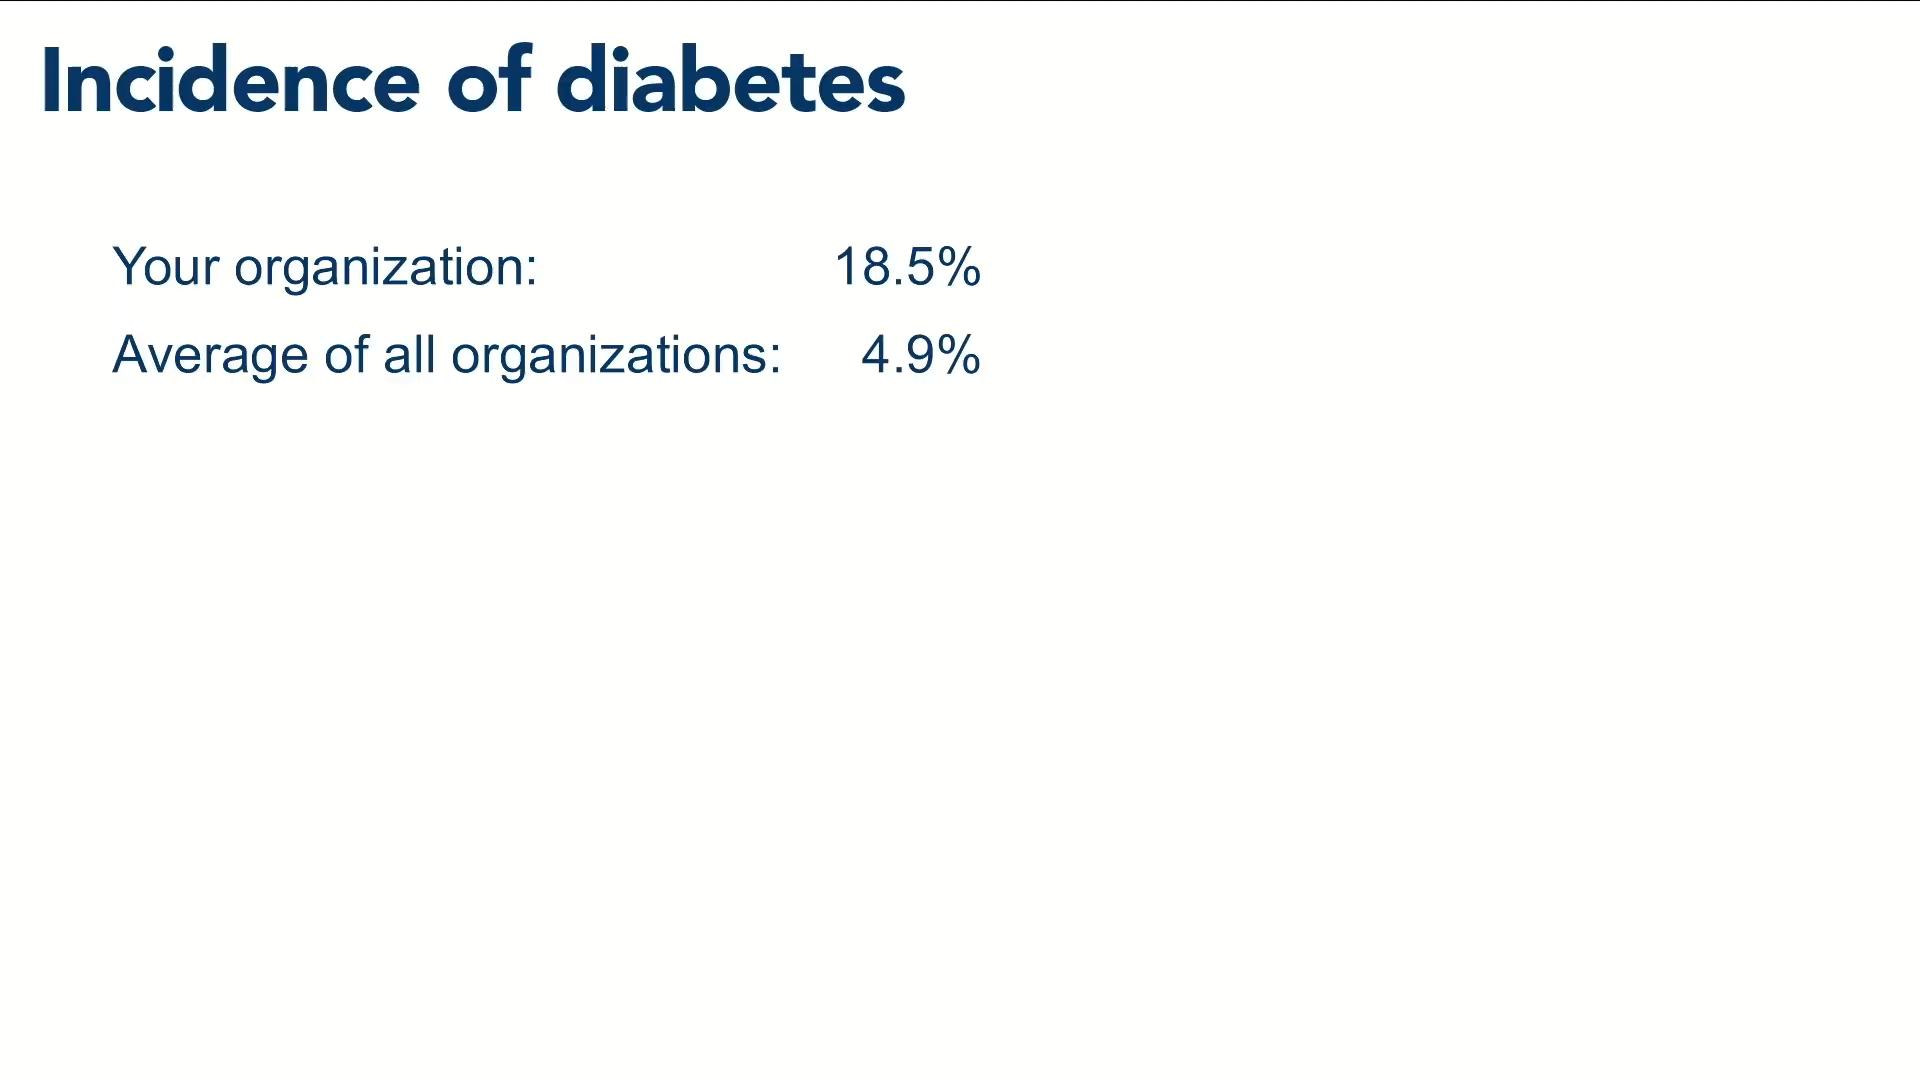 Incidence of diabetes
Your organization: 18.5%
Average of all organizations: 4.9%